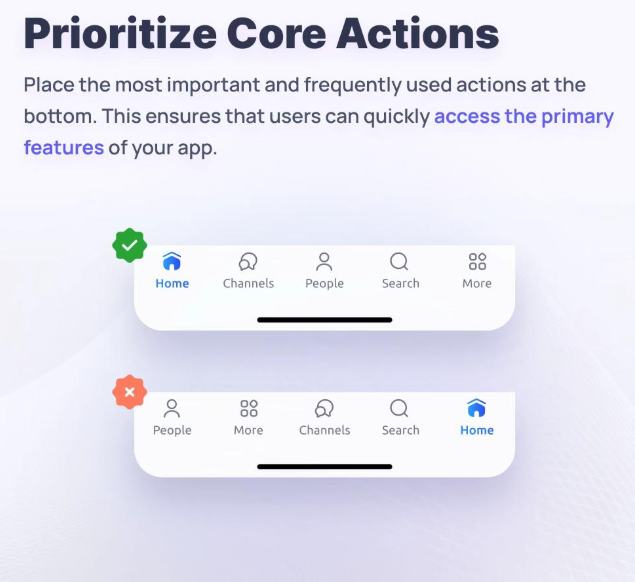 Prioritize Core Actions
Place the most important and frequently used actions at the
bottom. This ensures that users can quickly access the primary
features of your app.
Home Channels People Search More
People More Channels Search Home